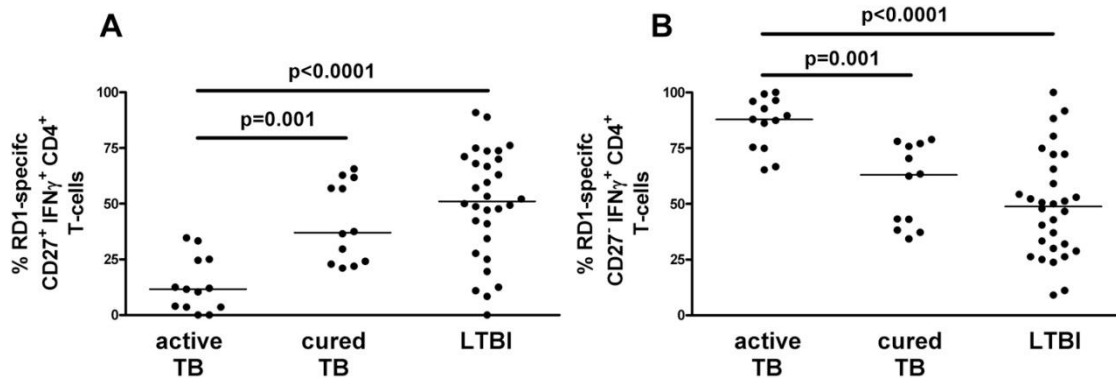 A
p<0.0001
p=0.001
% RD1-specifc
CD27⁺ IFNγ⁺ CD4⁺
T-cells
100
75
50
25
0
active
TB
cured
TB
LTBI
B
p<0.0001
p=0.001
% RD1-specifc
CD27⁻ IFNγ⁺ CD4⁺
T-cells
100
75
50
25
0
active
TB
cured
TB
LTBI